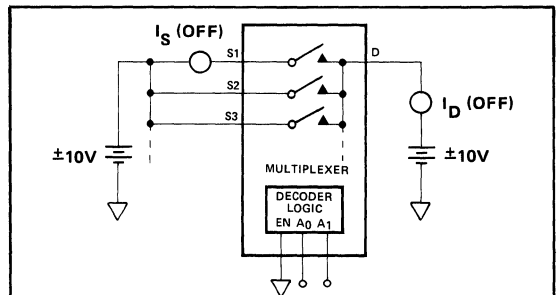 I_S (OFF)
S1
D
S2
S3
I_D (OFF)
±10V
±10V
MULTIPLEXER
DECODER
LOGIC
EN A0 A1